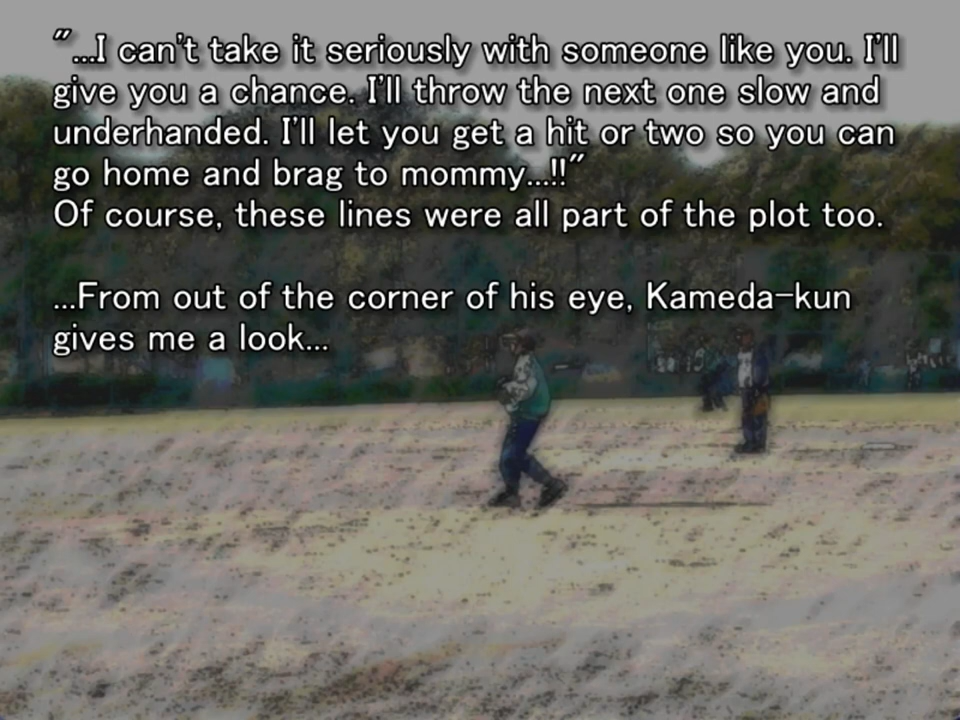 "...I can't take it seriously with someone like you. I'll
give you a chance. I'll throw the next one slow and
underhanded. I'll let you get a hit or two so you can
go home and brag to mommy...!!"
Of course, these lines were all part of the plot too.
...From out of the corner of his eye, Kameda-kun
gives me a look...